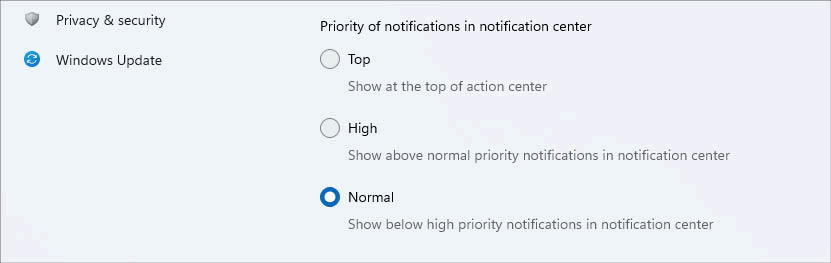 Privacy & security
Windows Update
Priority of notifications in notification center
Top
Show at the top of action center
High
Show above normal priority notifications in notification center
Normal
Show below high priority notifications in notification center